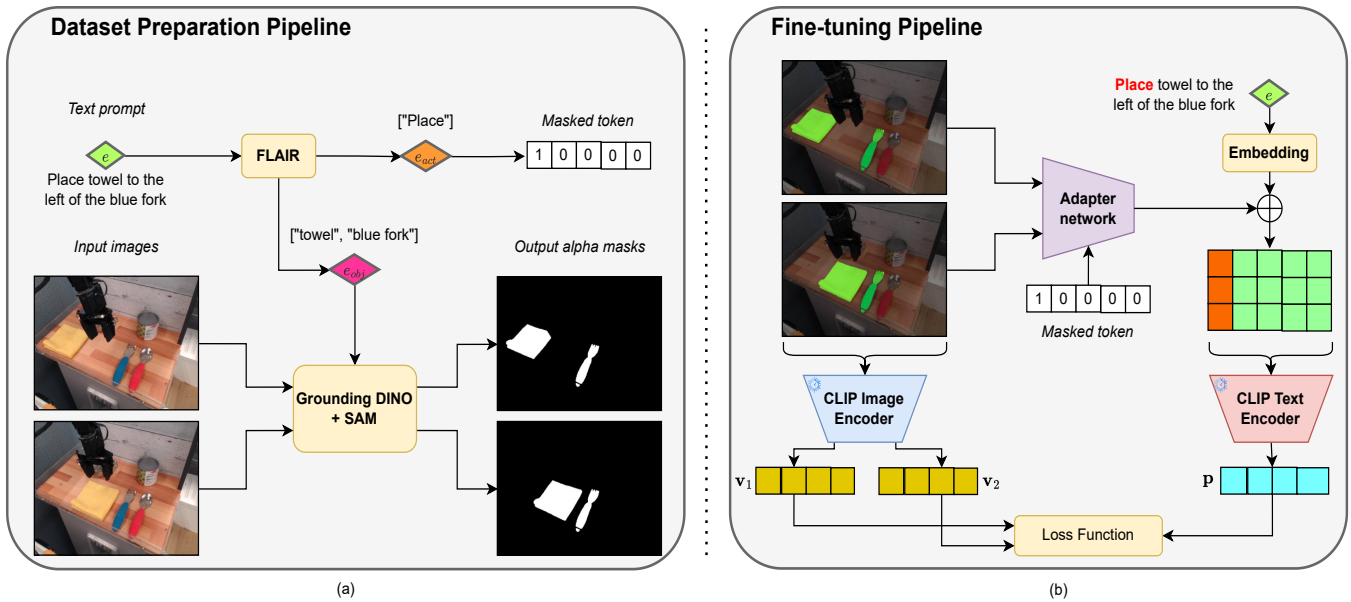 Dataset Preparation Pipeline
Text prompt
e
Place towel to the
left of the blue fork
FLAIR
["Place"]
e_act
Masked token
1 0 0 0 0
["towel", "blue fork"]
e_obj
Input images
Output alpha masks
Grounding DINO
+ SAM
(a)
Fine-tuning Pipeline
Place towel to the
left of the blue fork
e
Embedding
Adapter
network
1 0 0 0 0
Masked token
CLIP Image
Encoder
CLIP Text
Encoder
v1
v2
p
Loss Function
(b)